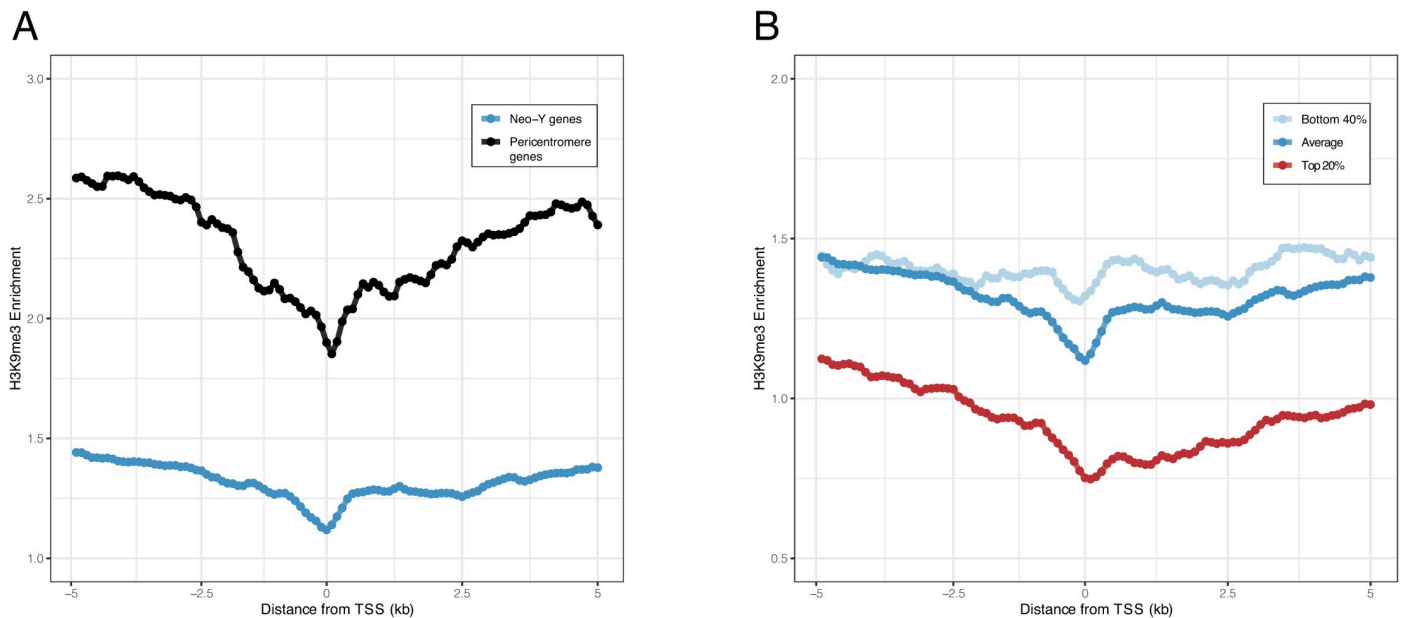 A
H3K9me3 Enrichment
3.0
2.5
2.0
1.5
1.0
Neo–Y genes
Pericentromere
genes
−5
−2.5
0
2.5
5
Distance from TSS (kb)
B
H3K9me3 Enrichment
2.0
1.5
1.0
0.5
Bottom 40%
Average
Top 20%
−5
−2.5
0
2.5
5
Distance from TSS (kb)